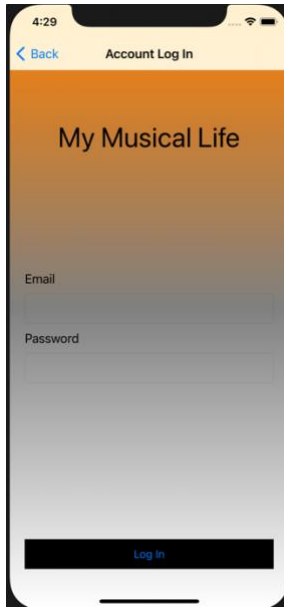 4:29
Back
Account Log In
My Musical Life
Email
Password
Log In